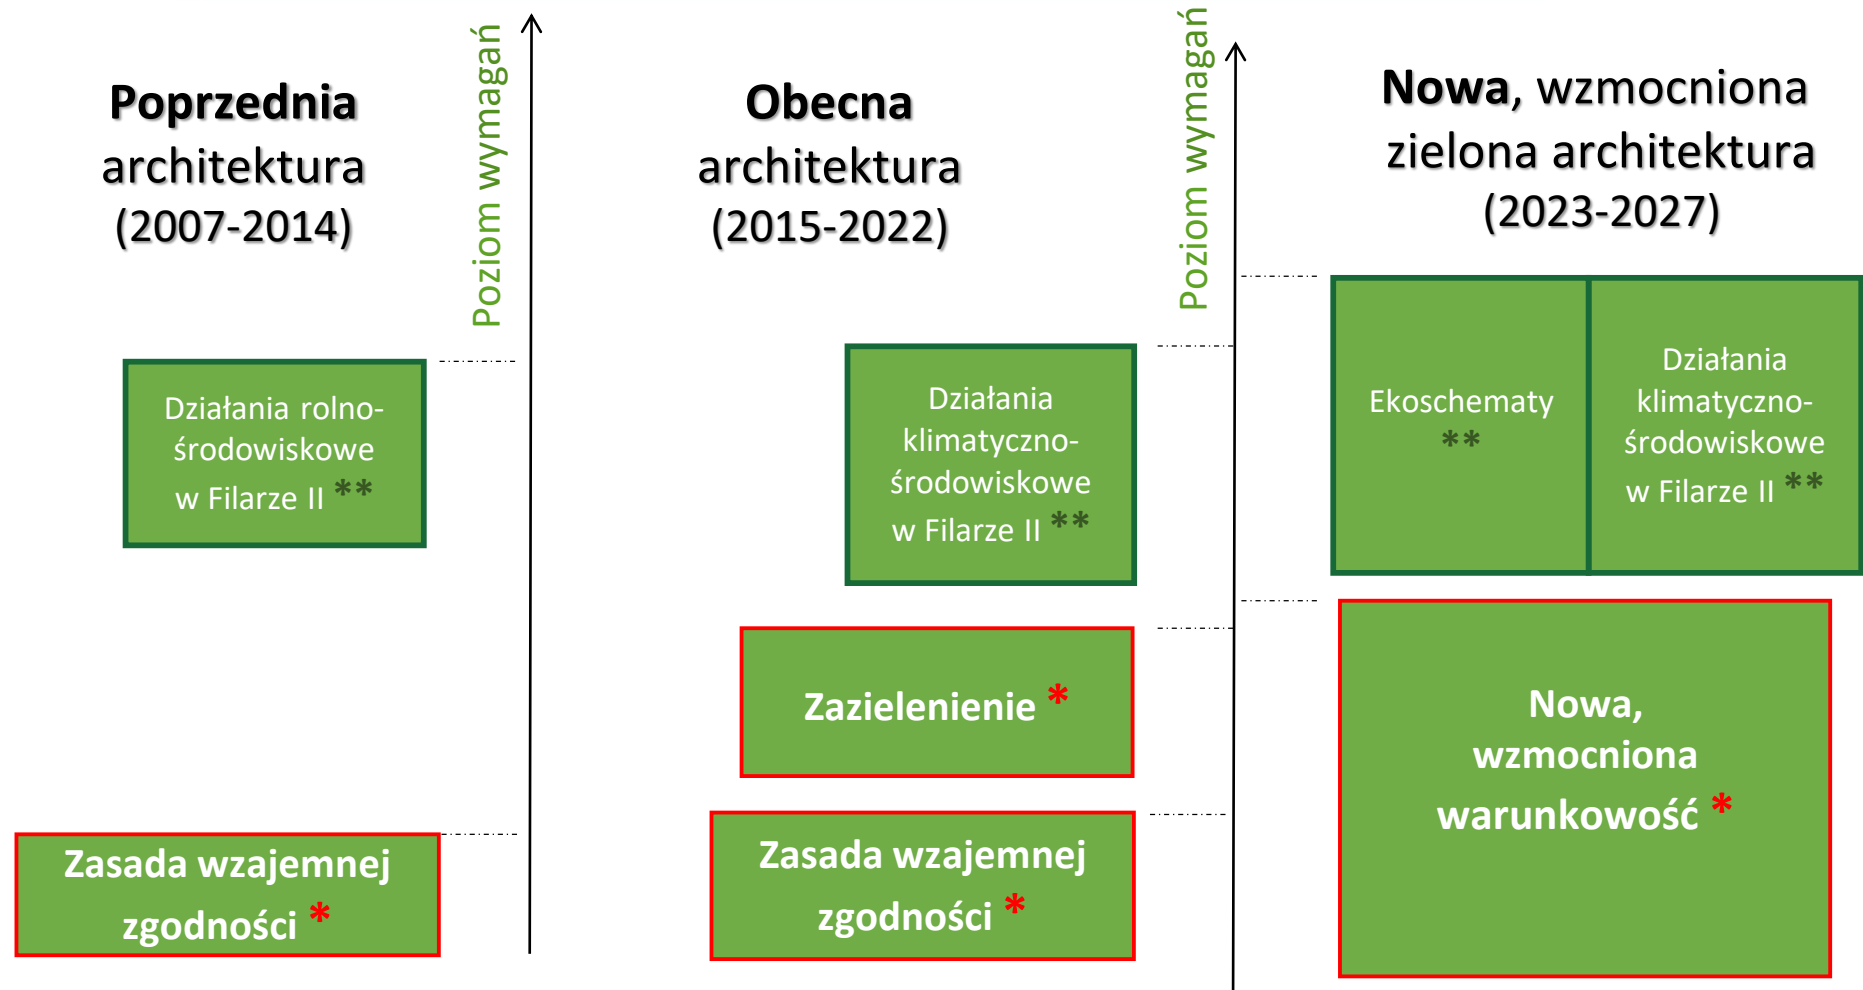 Poprzednia
architektura
(2007-2014)
Poziom wymagań
Działania rolno-
środowiskowe
w Filarze II **
Zasada wzajemnej
zgodności *
Obecna
architektura
(2015-2022)
Poziom wymagań
Działania
klimatyczno-
środowiskowe
w Filarze II **
Zazielenienie *
Zasada wzajemnej
zgodności *
Nowa, wzmocniona
zielona architektura
(2023-2027)
Ekoschematy
**
Działania
klimatyczno-
środowiskowe
w Filarze II **
Nowa,
wzmocniona
warunkowość *